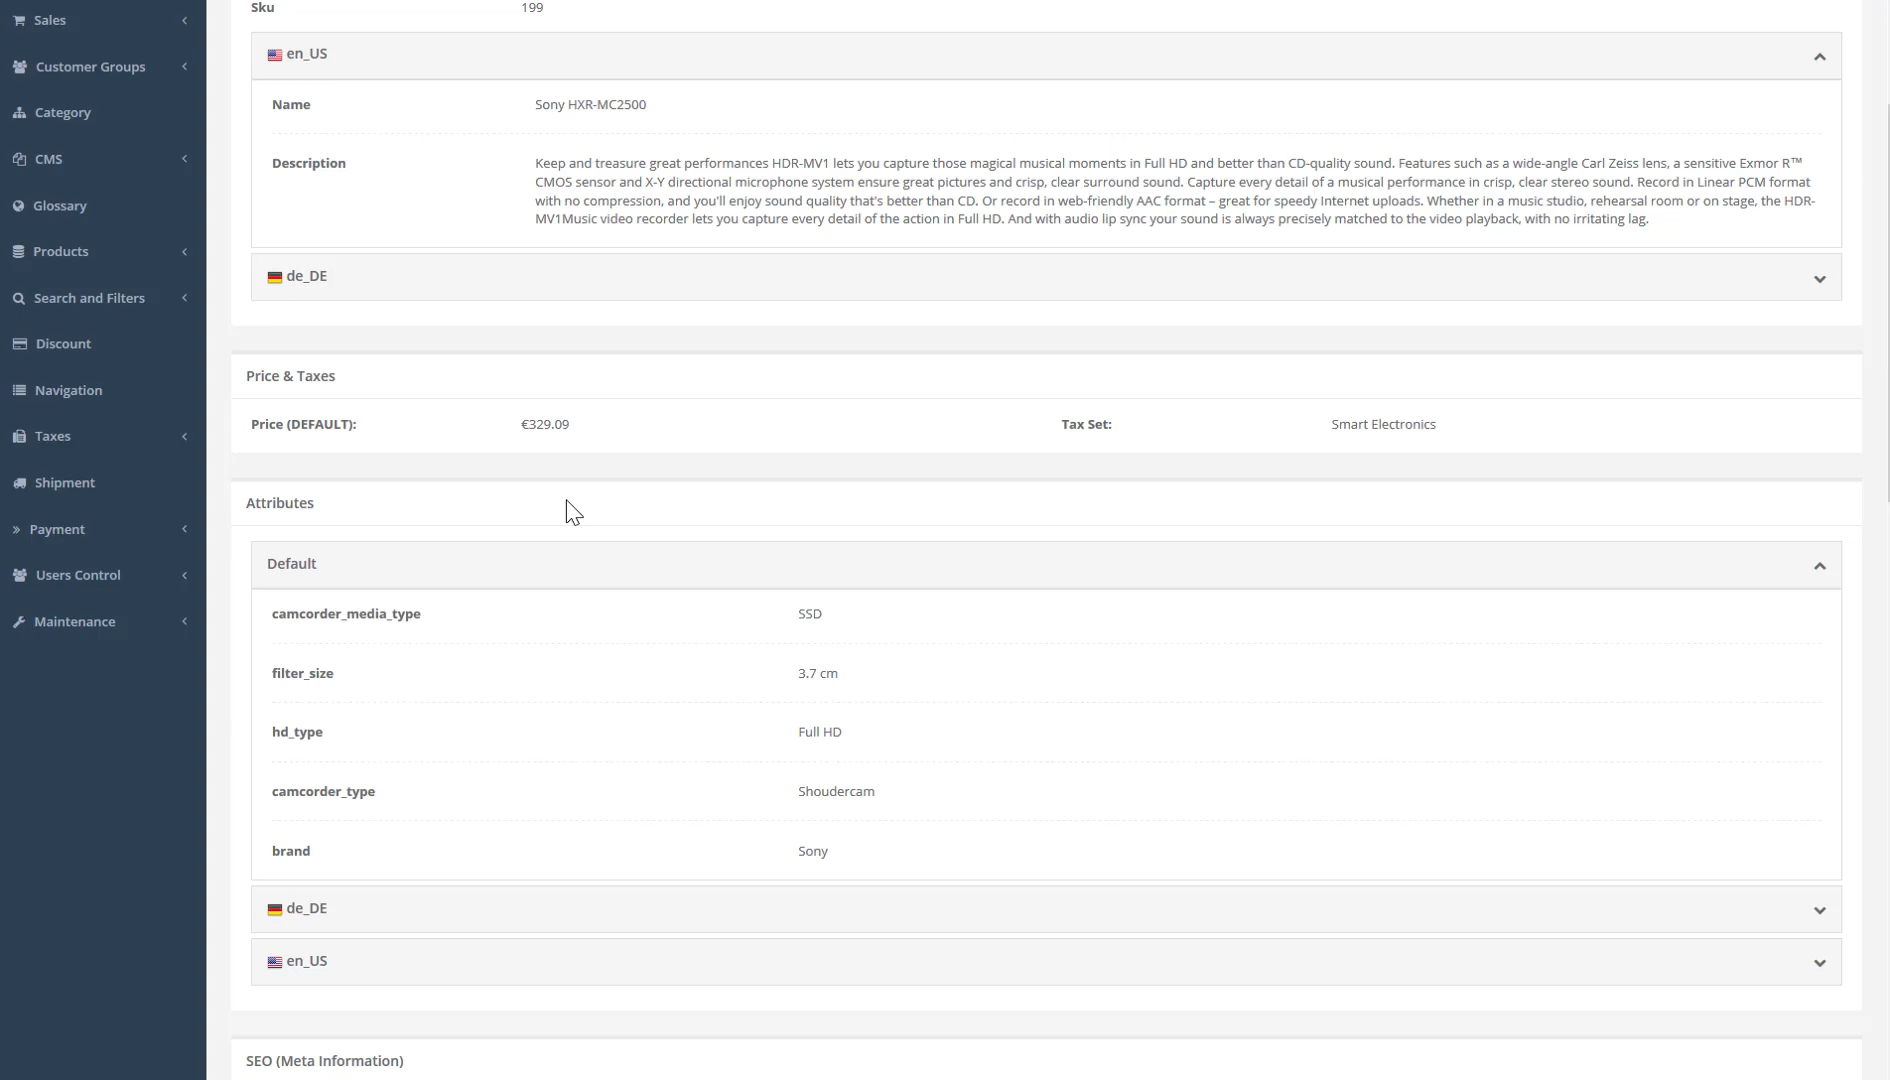 Sales
Customer Groups
Category
CMS
Glossary
Products
Search and Filters
Discount
Navigation
Taxes
Shipment
Payment
Users Control
Maintenance
Sku 199
en_US
Name Sony HXR-MC2500
Description Keep and treasure great performances HDR-MV1 lets you capture those magical musical moments in Full HD and better than CD-quality sound. Features such as a wide-angle Carl Zeiss lens, a sensitive Exmor R™
CMOS sensor and X-Y directional microphone system ensure great pictures and crisp, clear surround sound. Capture every detail of a musical performance in crisp, clear stereo sound. Record in Linear PCM format
with no compression, and you'll enjoy sound quality that's better than CD. Or record in web-friendly AAC format – great for speedy Internet uploads. Whether in a music studio, rehearsal room or on stage, the HDR-
MV1Music video recorder lets you capture every detail of the action in Full HD. And with audio lip sync your sound is always precisely matched to the video playback, with no irritating lag.
de_DE
Price & Taxes
Price (DEFAULT): €329.09 Tax Set: Smart Electronics
Attributes
Default
camcorder_media_type SSD
filter_size 3.7 cm
hd_type Full HD
camcorder_type Shoudercam
brand Sony
de_DE
en_US
SEO (Meta Information)